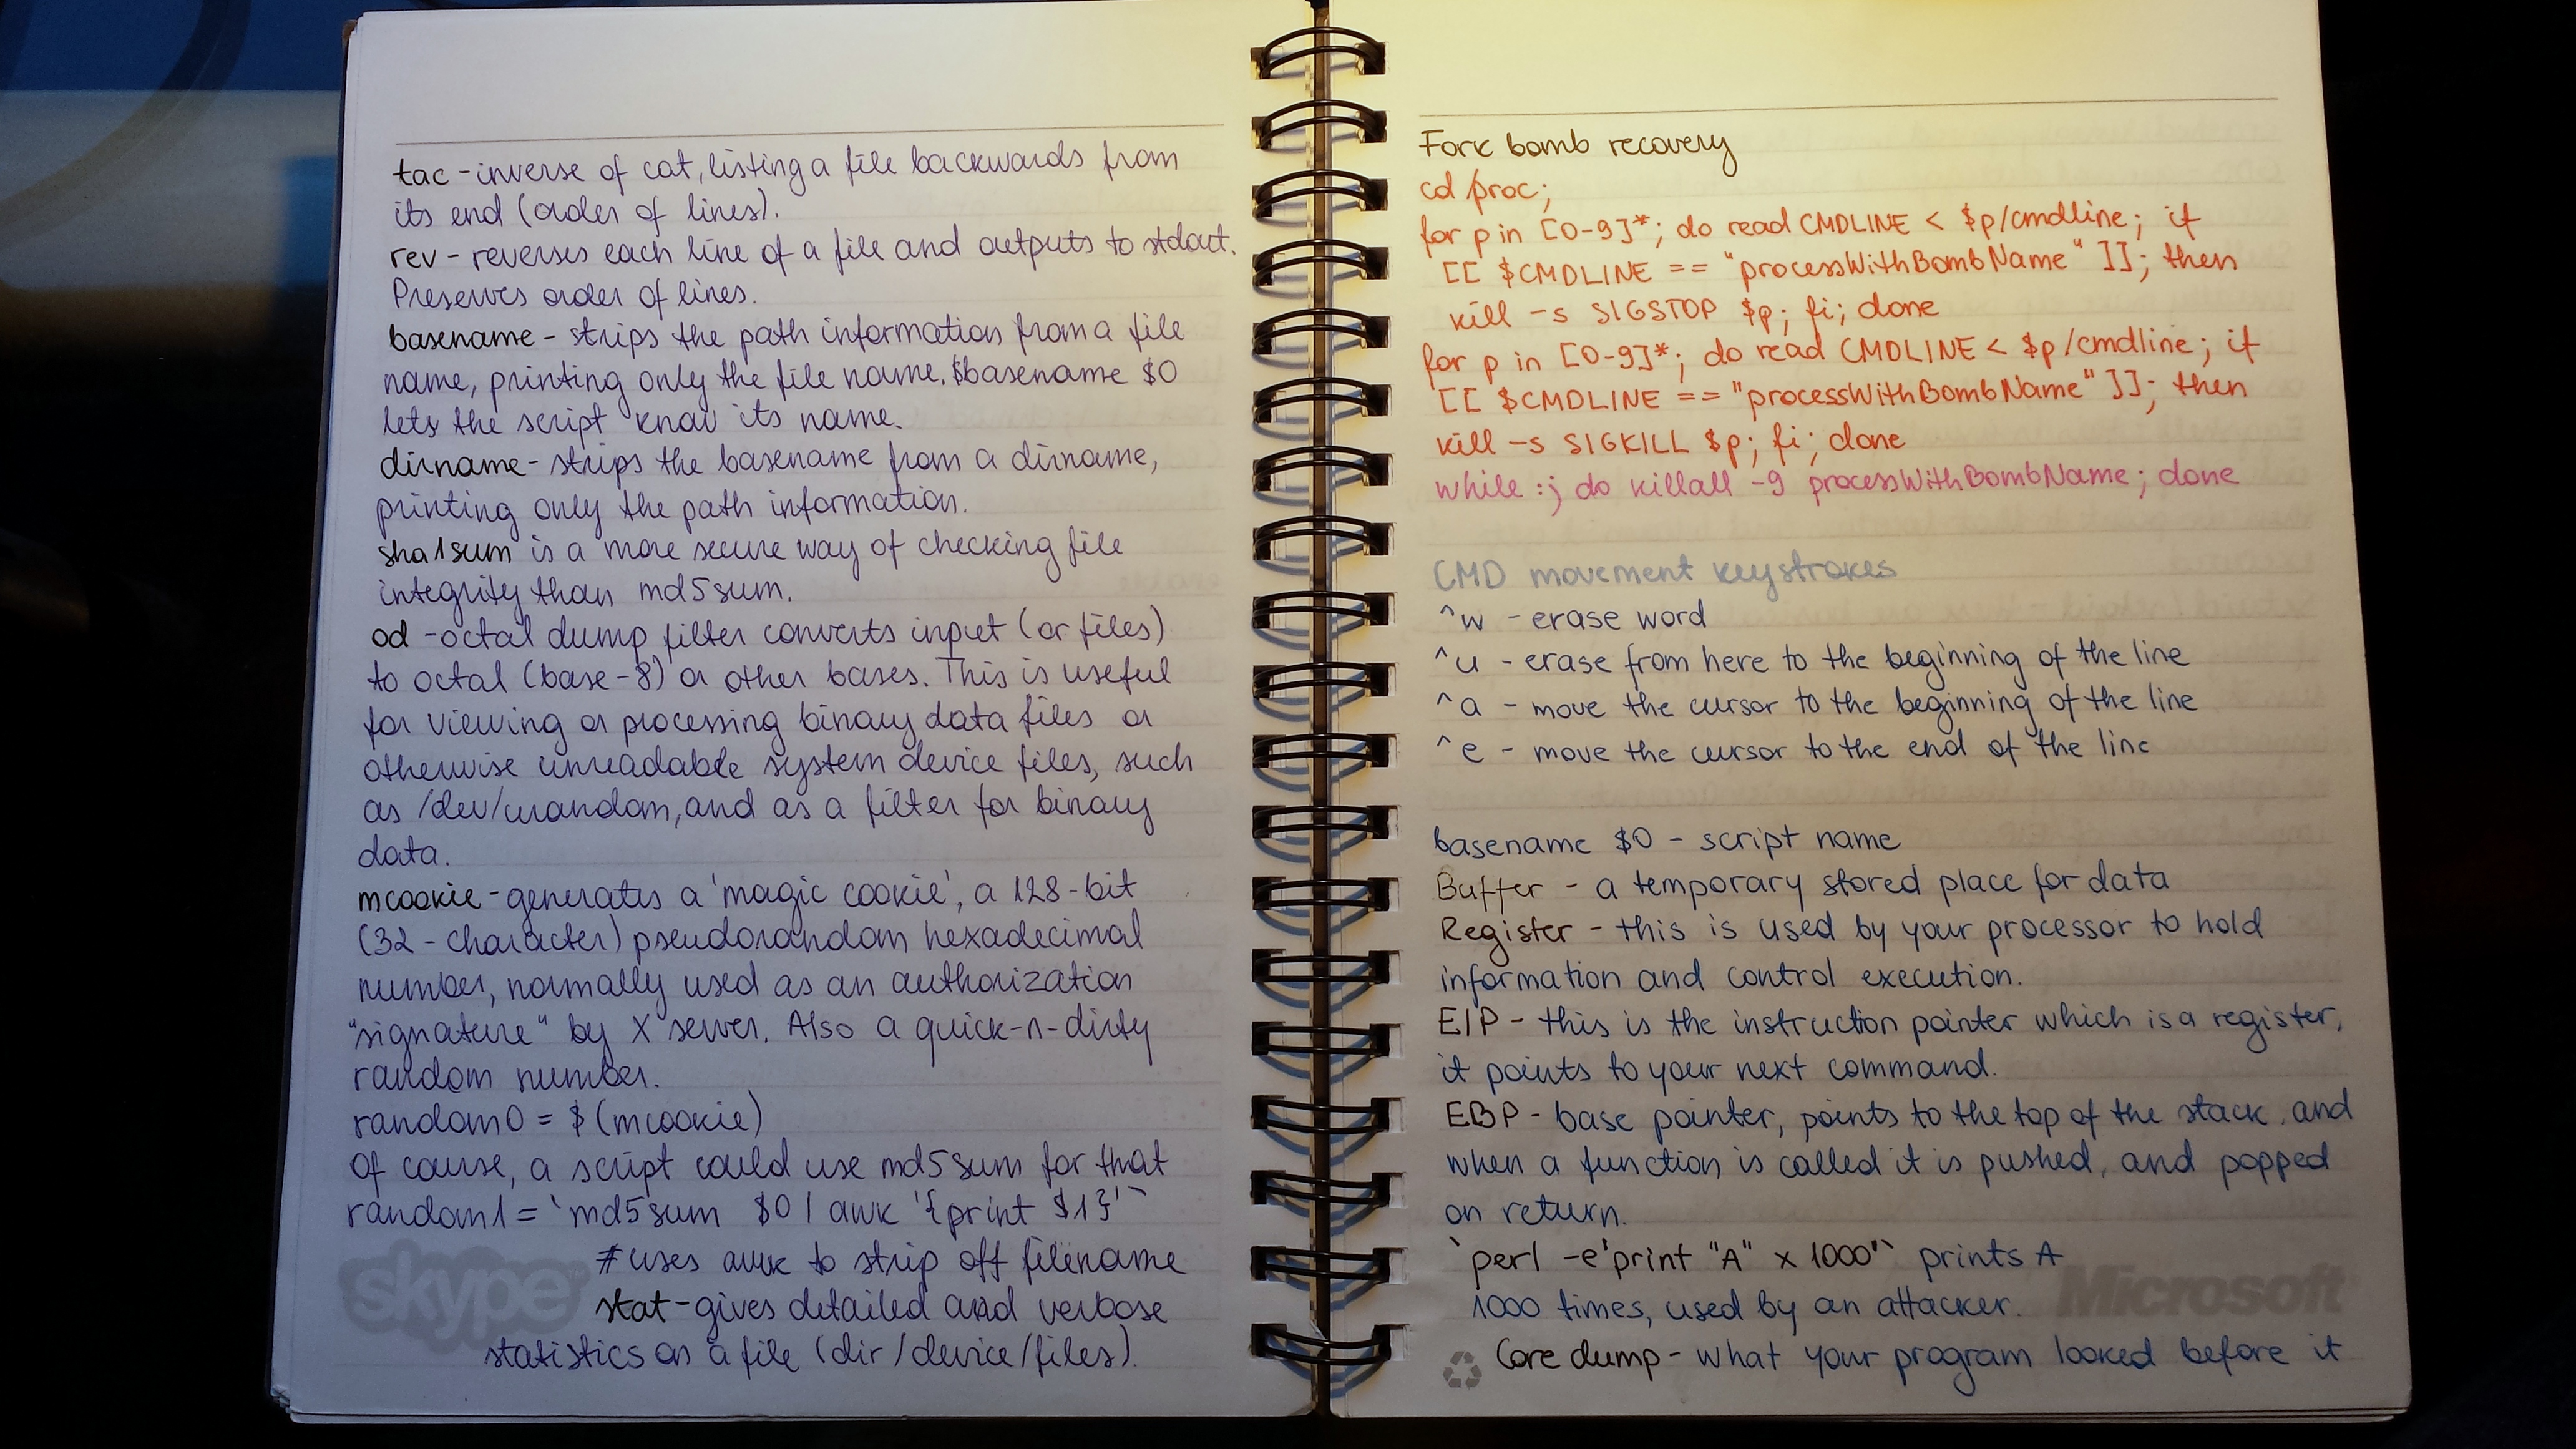 tac - inverse of cat, listing a file backwards from
its end (order of lines).
rev - reverses each line of a file and outputs to stdout.
Preserves order of lines.
basename - strips the path information from a file
name, printing only the file name. $basename $0
lets the script know its name.
dirname - strips the basename from a dirname,
printing only the path information.
sha1sum is a more secure way of checking file
integrity than md5sum.
od - octal dump filter converts input (or files)
to octal (base-8) or other bases. This is useful
for viewing or processing binary data files or
otherwise unreadable system device files, such
as /dev/urandom, and as a filter for binary
data.
mcookie - generates a 'magic cookie', a 128-bit
(32-character) pseudorandom hexadecimal
number, normally used as an authorization
"signature" by X server. Also a quick-n-dirty
random number.
random0 = $(mcookie)
of course, a script could use md5sum for that
random1 = `md5sum $0 | awk '{print $1}'`
#uses awk to strip off filename
stat - gives detailed and verbose
statistics on a file (dir/device/files).
skype
Fork bomb recovery
cd /proc;
for p in [0-9]*; do read CMDLINE < $p/cmdline; if
[[ $CMDLINE == "processWithBombName" ]]; then
kill -s SIGSTOP $p; fi; done
for p in [0-9]*; do read CMDLINE < $p/cmdline; if
[[ $CMDLINE == "processWithBombName" ]]; then
kill -s SIGKILL $p; fi; done
while :; do killall -9 processWithBombName; done
CMD movement keystrokes
^w - erase word
^u - erase from here to the beginning of the line
^a - move the cursor to the beginning of the line
^e - move the cursor to the end of the line
basename $0 - script name
Buffer - a temporary stored place for data
Register - this is used by your processor to hold
information and control execution.
EIP - this is the instruction pointer which is a register,
it points to your next command.
EBP - base pointer, points to the top of the stack, and
when a function is called it is pushed, and popped
on return.
`perl -e'print "A" x 1000'` prints A
1000 times, used by an attacker.
Microsoft
Core dump - what your program looked before it